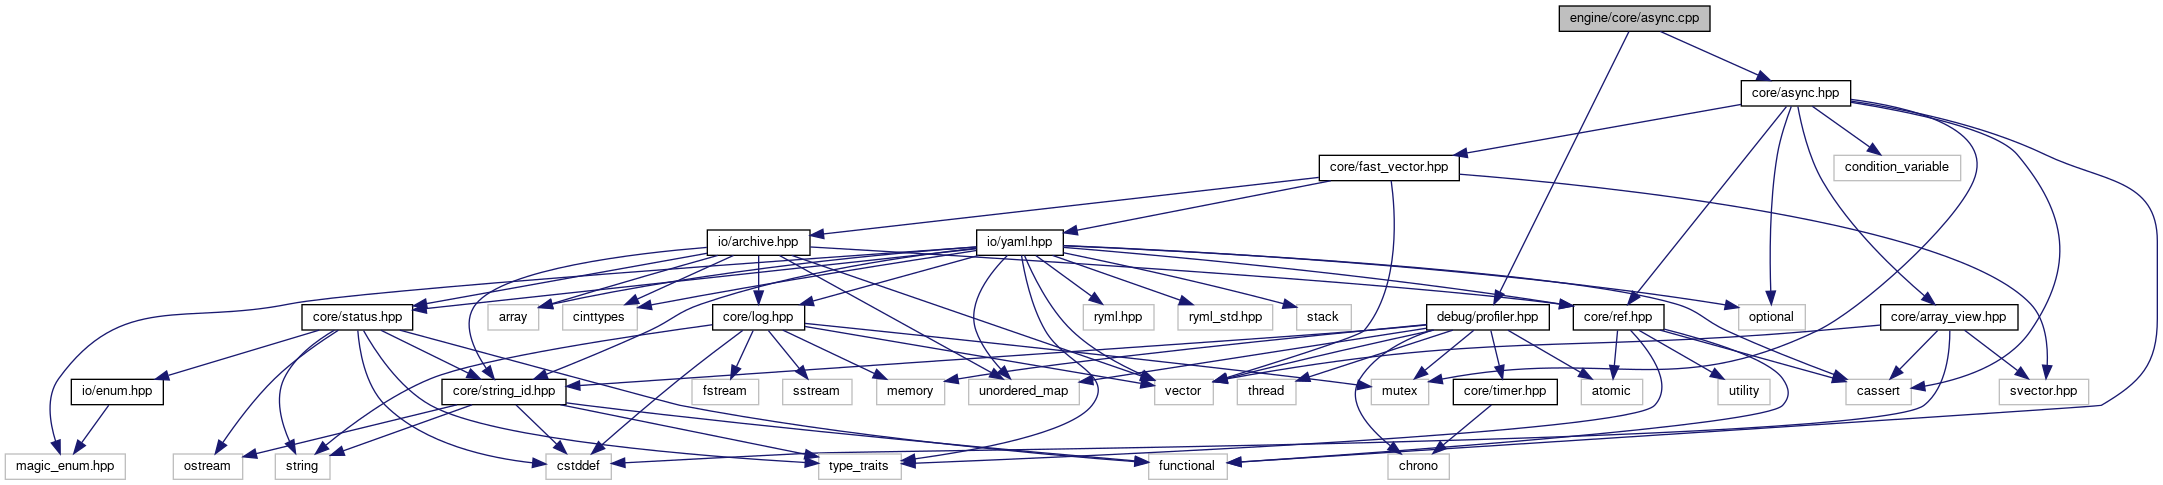 engine/core/async.cpp
core/async.hpp
core/fast_vector.hpp
condition_variable
io/archive.hpp
io/yaml.hpp
core/status.hpp
array
cinttypes
core/log.hpp
ryml.hpp
ryml_std.hpp
stack
debug/profiler.hpp
core/ref.hpp
optional
core/array_view.hpp
io/enum.hpp
core/string_id.hpp
fstream
sstream
memory
unordered_map
vector
thread
mutex
core/timer.hpp
atomic
utility
cassert
svector.hpp
magic_enum.hpp
ostream
string
cstddef
type_traits
functional
chrono